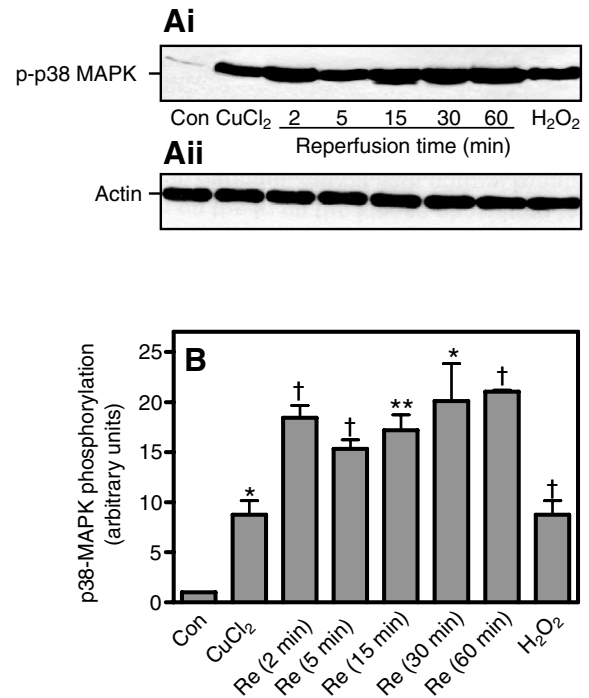 Ai
p-p38 MAPK
Con CuCl₂ 2 5 15 30 60 H₂O₂
Reperfusion time (min)
Aii
Actin
B
p38-MAPK phosphorylation
(arbitrary units)
25
20
15
10
5
0
* † † ** * † †
Con CuCl₂ Re (2 min) Re (5 min) Re (15 min) Re (30 min) Re (60 min) H₂O₂